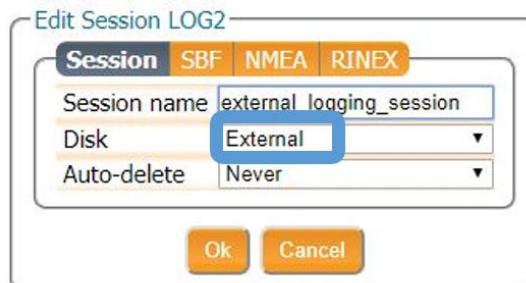 Edit Session LOG2
Session SBF NMEA RINEX
Session name external_logging_session
Disk External
Auto-delete Never
Ok Cancel